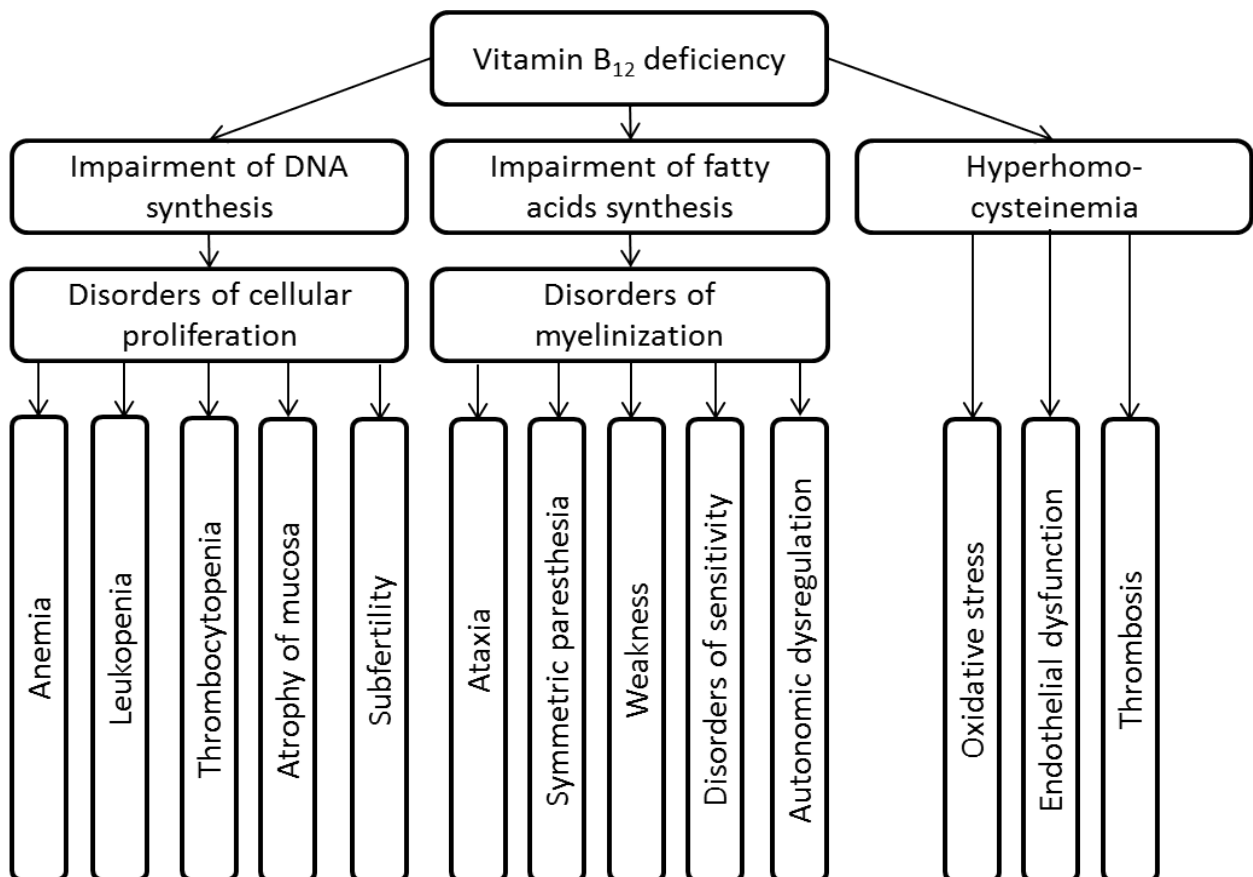 Vitamin B₁₂ deficiency
Impairment of DNA
synthesis
Impairment of fatty
acids synthesis
Hyperhomo-
cysteinemia
Disorders of cellular
proliferation
Disorders of
myelinization
Anemia
Leukopenia
Thrombocytopenia
Atrophy of mucosa
Subfertility
Ataxia
Symmetric paresthesia
Weakness
Disorders of sensitivity
Autonomic dysregulation
Oxidative stress
Endothelial dysfunction
Thrombosis